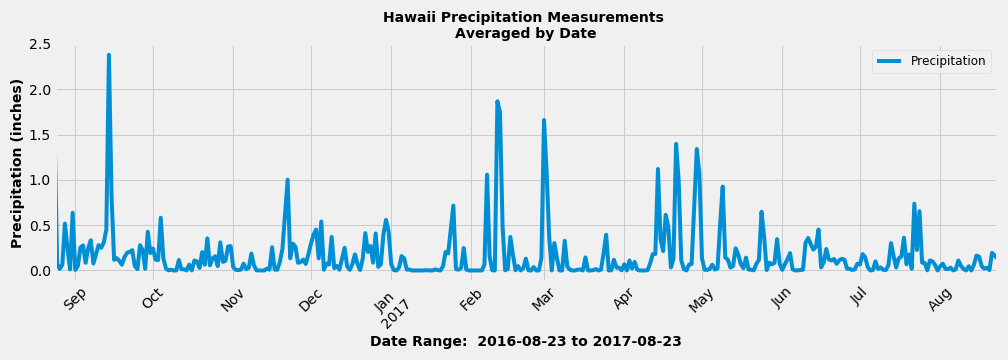 Hawaii Precipitation Measurements
Averaged by Date
Precipitation (inches)
2.5
2.0
1.5
1.0
0.5
0.0
Precipitation
Sep
Oct
Nov
Dec
Jan
2017
Feb
Mar
Apr
May
Jun
Jul
Aug
Date Range:  2016-08-23 to 2017-08-23